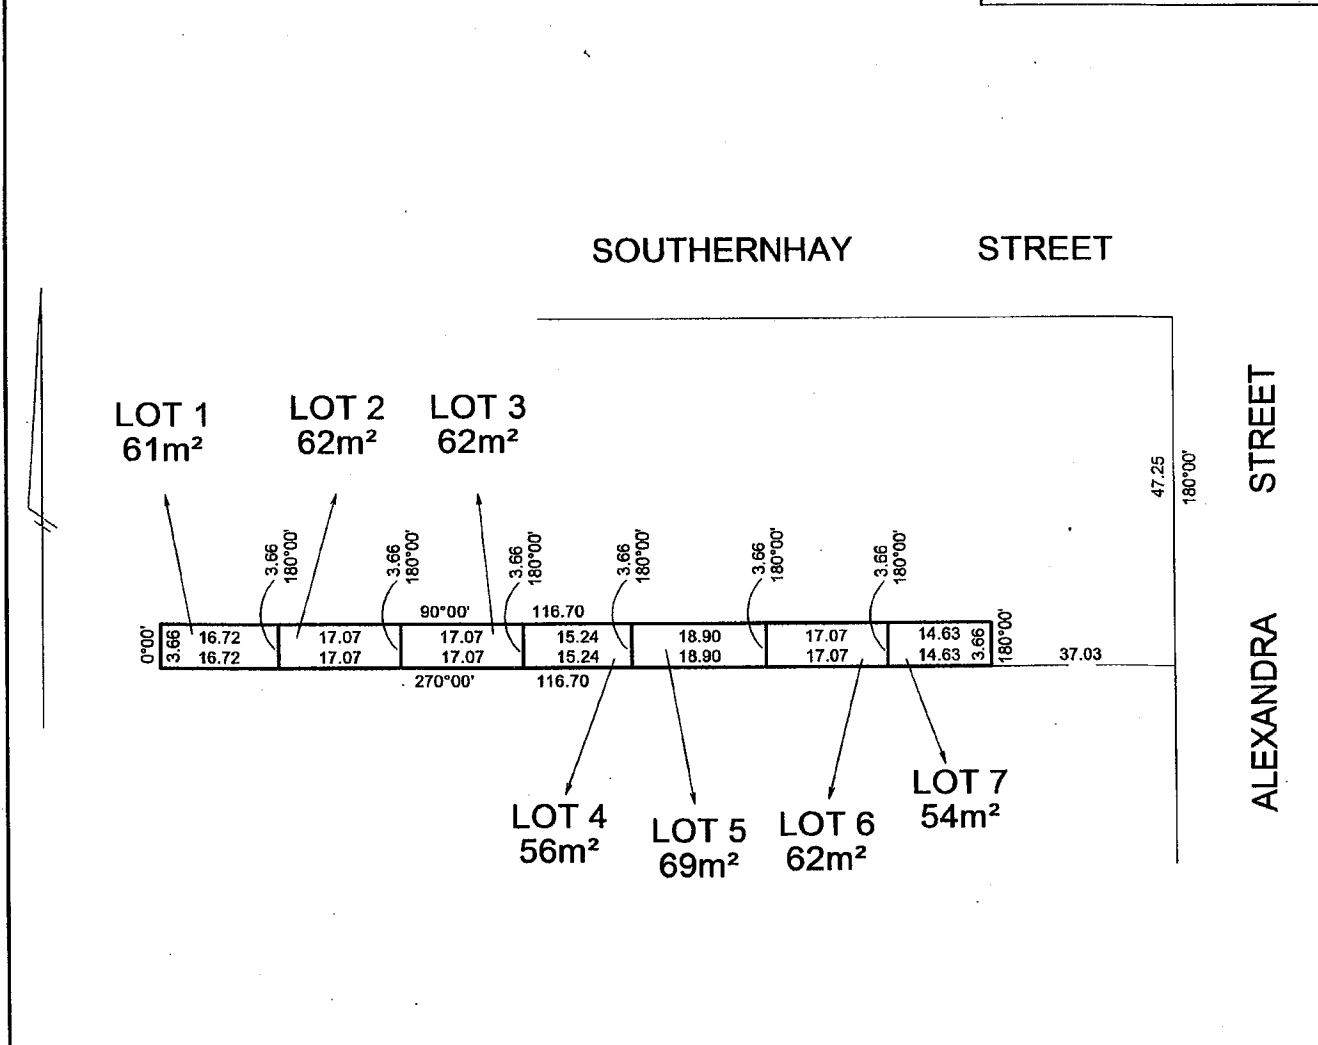 SOUTHERNHAY STREET
STREET
ALEXANDRA
47.25
180°00'
LOT 1
61m²
LOT 2
62m²
LOT 3
62m²
3.66
180°00'
3.66
180°00'
3.66
180°00'
3.66
180°00'
3.66
180°00'
3.66
180°00'
90°00' 116.70
0°00'
3.66
16.72
16.72
17.07
17.07
17.07
17.07
15.24
15.24
18.90
18.90
17.07
17.07
14.63
14.63
3.66
180°00'
37.03
270°00' 116.70
LOT 4
56m²
LOT 5
69m²
LOT 6
62m²
LOT 7
54m²